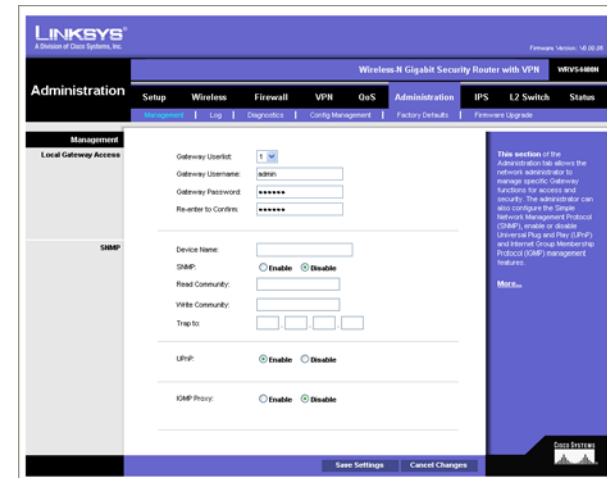 LINKSYS®
A Division of Cisco Systems, Inc.
Firmware Version: V0.00.26
Wireless-N Gigabit Security Router with VPN WRVS4400N
Administration
Setup Wireless Firewall VPN QoS Administration IPS L2 Switch Status
Management | Log | Diagnostics | Config Management | Factory Defaults | Firmware Upgrade
Management
Local Gateway Access
Gateway Userlist: 1
Gateway Username: admin
Gateway Password: ●●●●●●
Re-enter to Confirm: ●●●●●●
SNMP
Device Name:
SNMP: Enable Disable
Read Community:
Write Community:
Trap to: . . .
UPnP: Enable Disable
IGMP Proxy: Enable Disable
This section of the
Administration tab allows the
network administrator to
manage specific Gateway
functions for access and
security. The administrator can
also configure the Simple
Network Management Protocol
(SNMP), enable or disable
Universal Plug and Play (UPnP)
and Internet Group Membership
Protocol (IGMP) management
features.
More...
Save Settings Cancel Changes
CISCO SYSTEMS